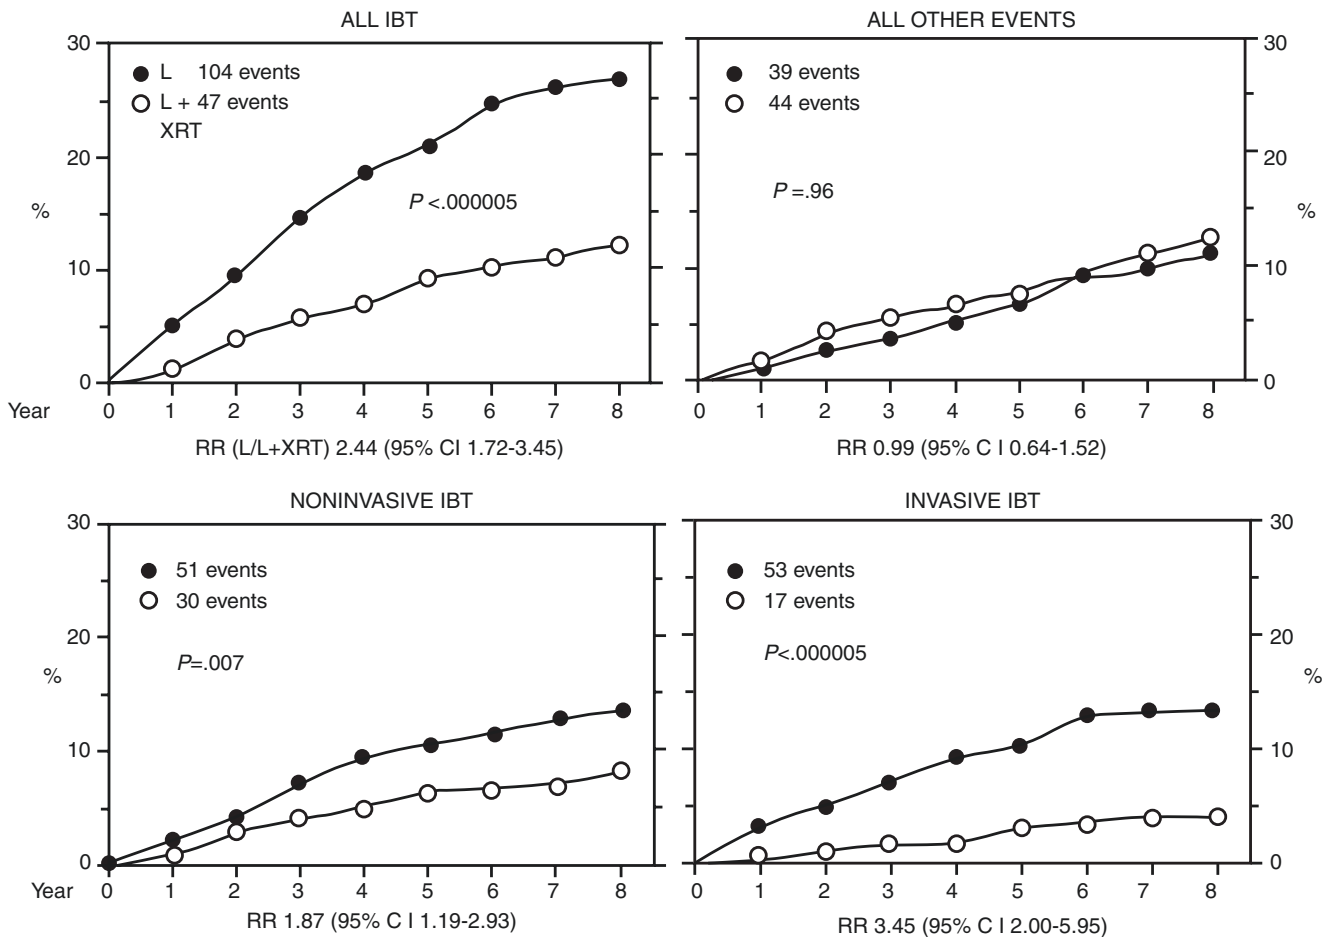 ALL IBT
30
20
10
0
%
L 104 events
L + 47 events
XRT
P <.000005
Year
0 1 2 3 4 5 6 7 8
RR (L/L+XRT) 2.44 (95% CI 1.72-3.45)
ALL OTHER EVENTS
39 events
44 events
P =.96
30
20
10
0
%
0 1 2 3 4 5 6 7 8
RR 0.99 (95% C I 0.64-1.52)
NONINVASIVE IBT
30
20
10
0
%
51 events
30 events
P=.007
Year
0 1 2 3 4 5 6 7 8
RR 1.87 (95% C I 1.19-2.93)
INVASIVE IBT
53 events
17 events
P<.000005
30
20
10
0
%
0 1 2 3 4 5 6 7 8
RR 3.45 (95% C I 2.00-5.95)